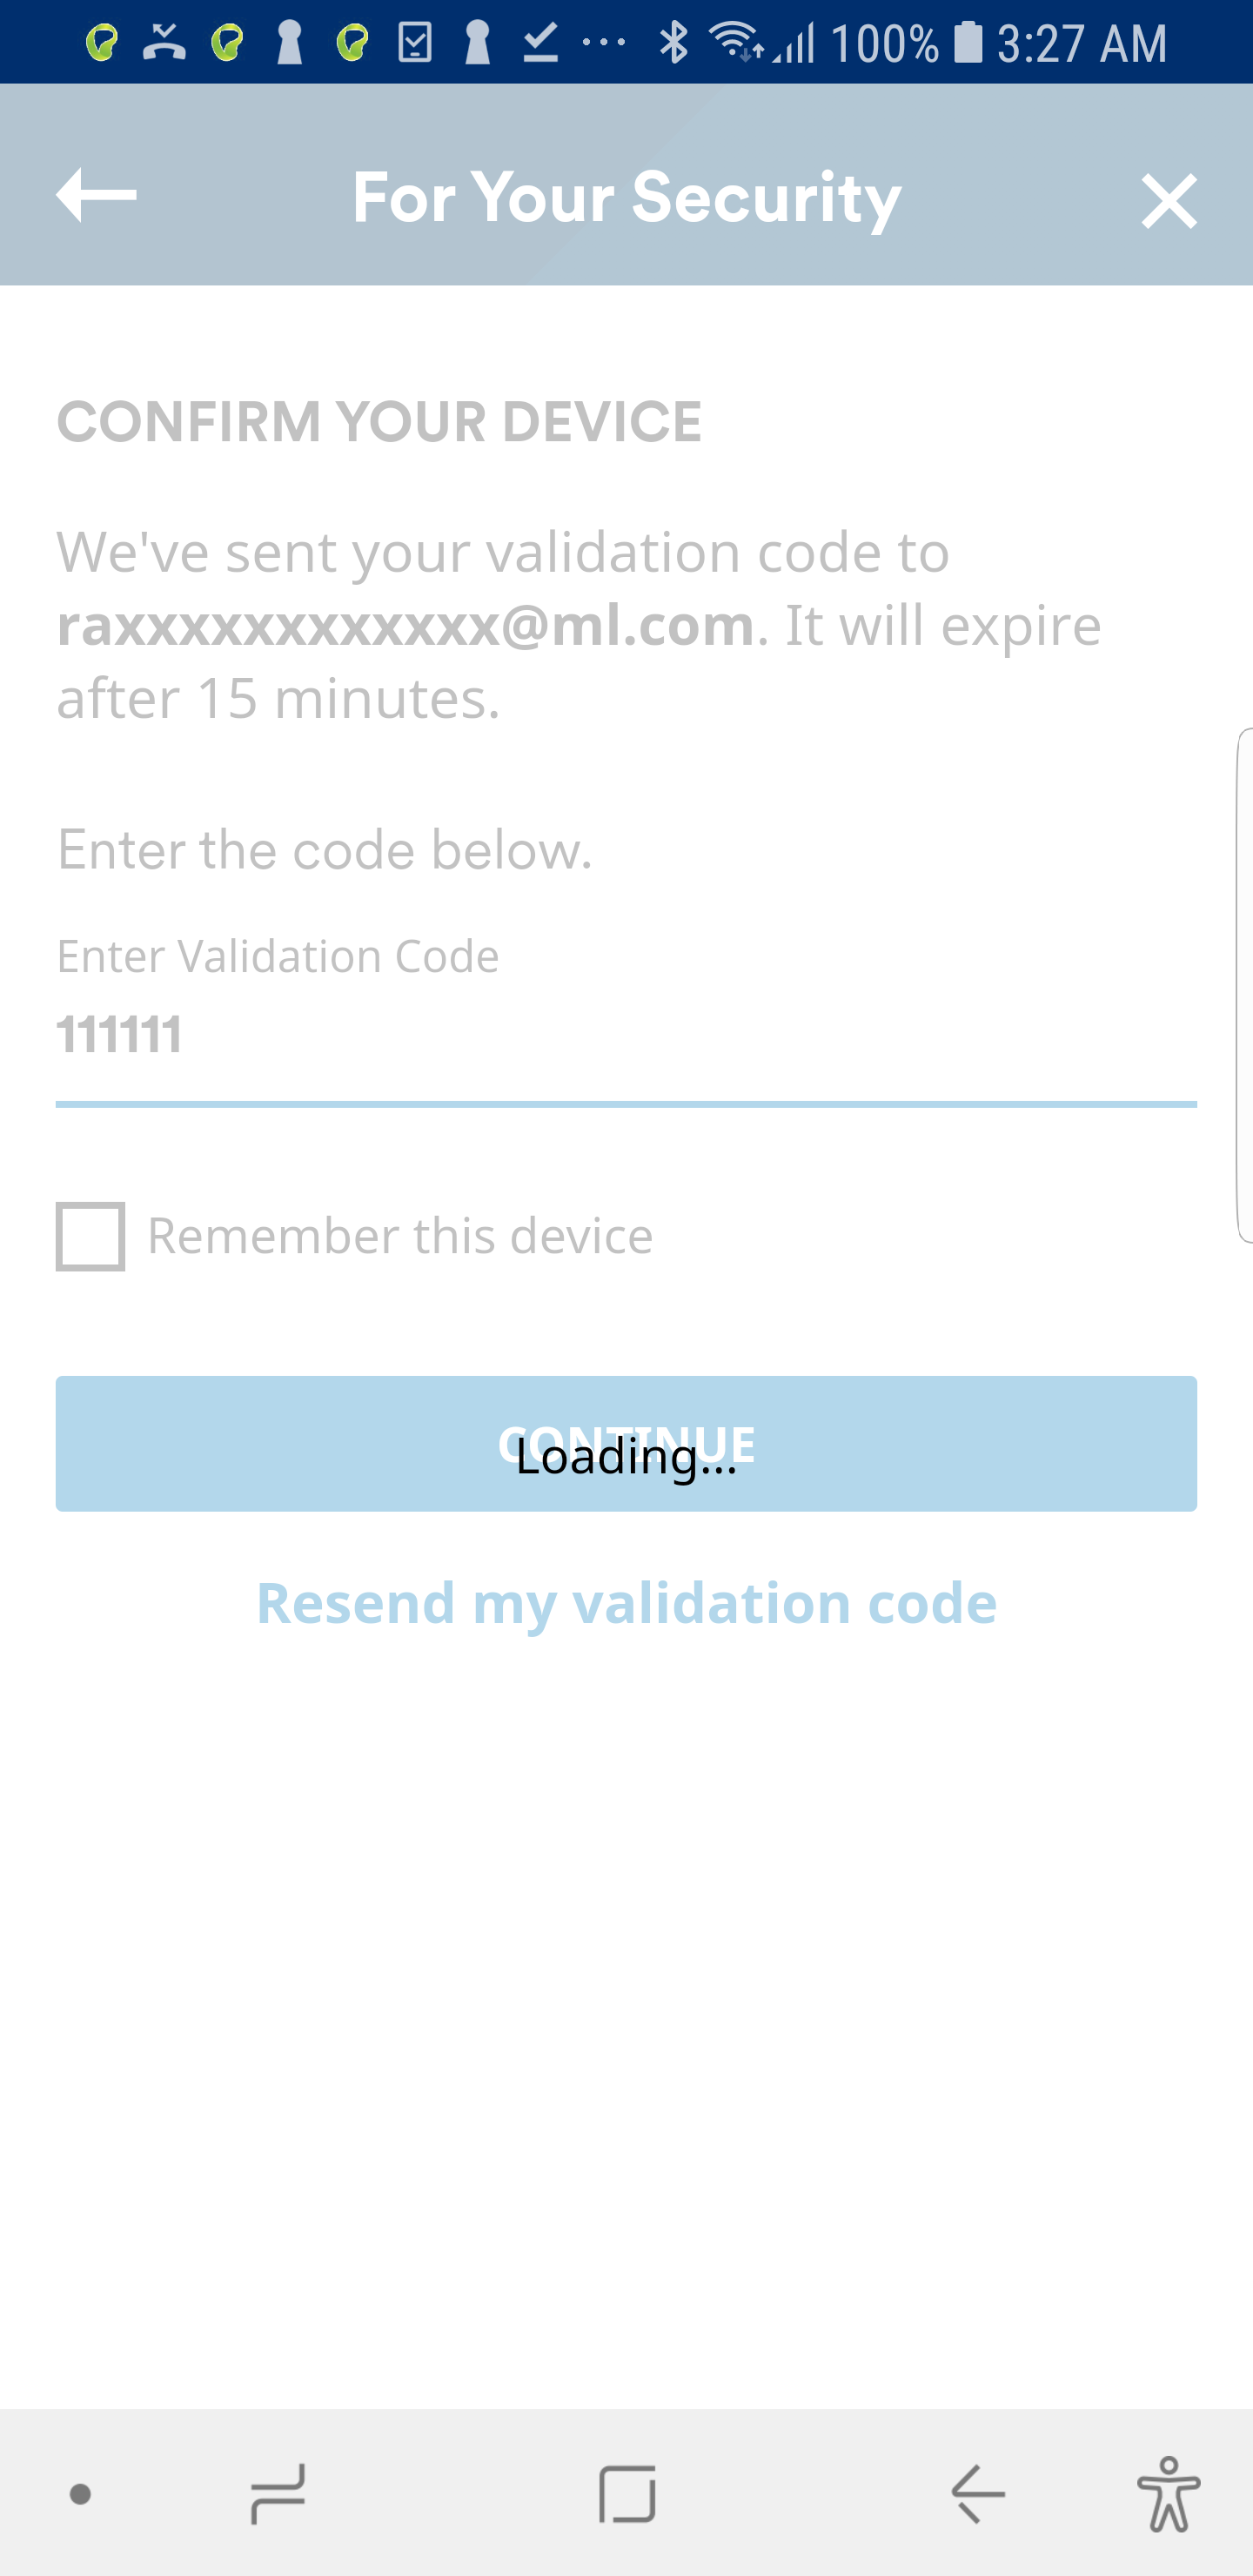 100% 3:27 AM
For Your Security
CONFIRM YOUR DEVICE
We've sent your validation code to
raxxxxxxxxxxxx@ml.com. It will expire
after 15 minutes.
Enter the code below.
Enter Validation Code
111111
Remember this device
CONTINUE
Loading...
Resend my validation code